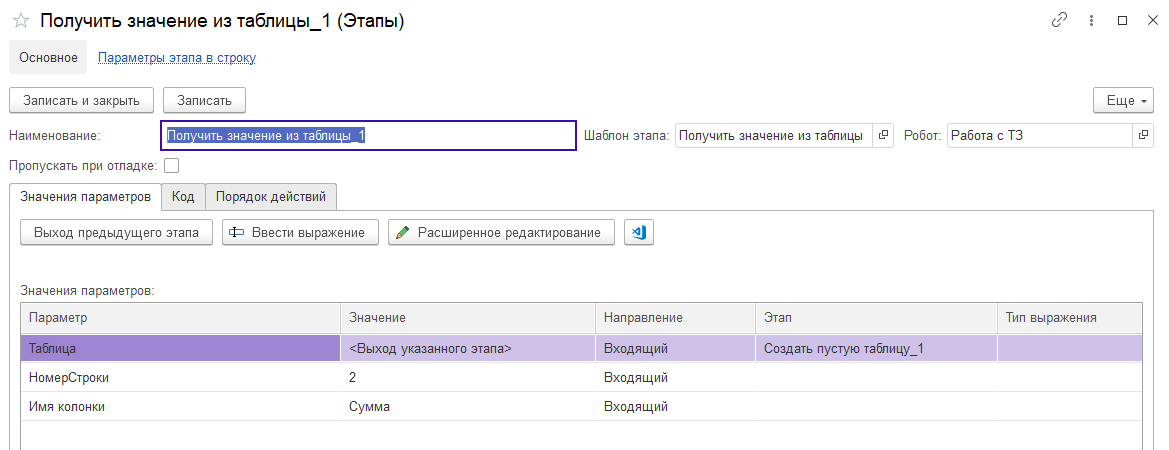 Получить значение из таблицы_1 (Этапы)
Основное Параметры этапа в строку
Записать и закрыть Записать Еще
Наименование: Получить значение из таблицы_1 Шаблон этапа: Получить значение из таблицы Робот: Работа с ТЗ
Пропускать при отладке:
Значения параметров Код Порядок действий
Выход предыдущего этапа Ввести выражение Расширенное редактирование
Значения параметров:
Параметр Значение Направление Этап Тип выражения
Таблица <Выход указанного этапа> Входящий Создать пустую таблицу_1
НомерСтроки 2 Входящий
Имя колонки Сумма Входящий